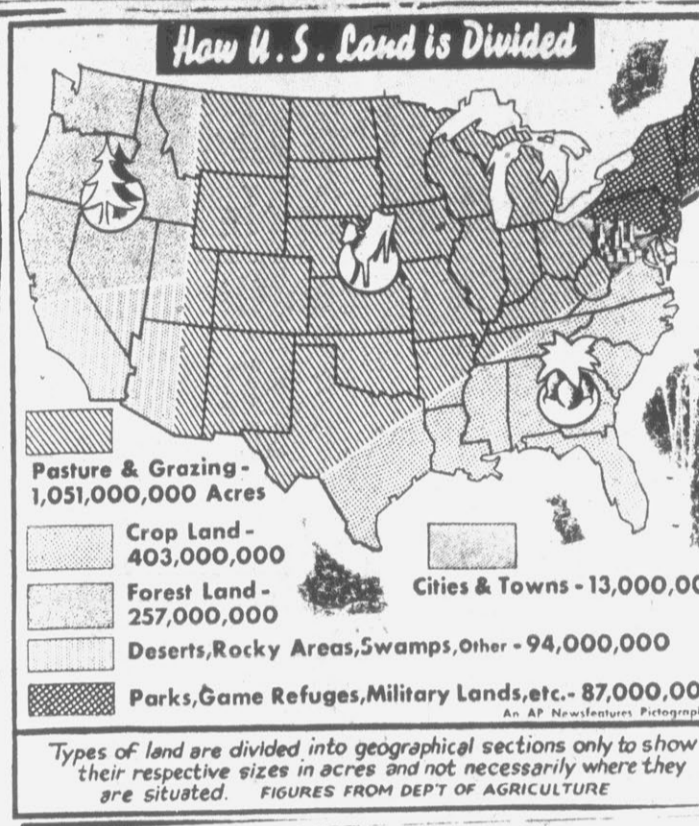 How U.S. Land is Divided
Pasture & Grazing -
1,051,000,000 Acres
Crop Land -
403,000,000
Forest Land -
257,000,000
Cities & Towns - 13,000,00
Deserts, Rocky Areas, Swamps, Other - 94,000,000
Parks, Game Refuges, Military Lands, etc. - 87,000,00
An AP Newsfeatures Pictograp
Types of land are divided into geographical sections only to show
their respective sizes in acres and not necessarily where they
are situated. FIGURES FROM DEP'T OF AGRICULTURE